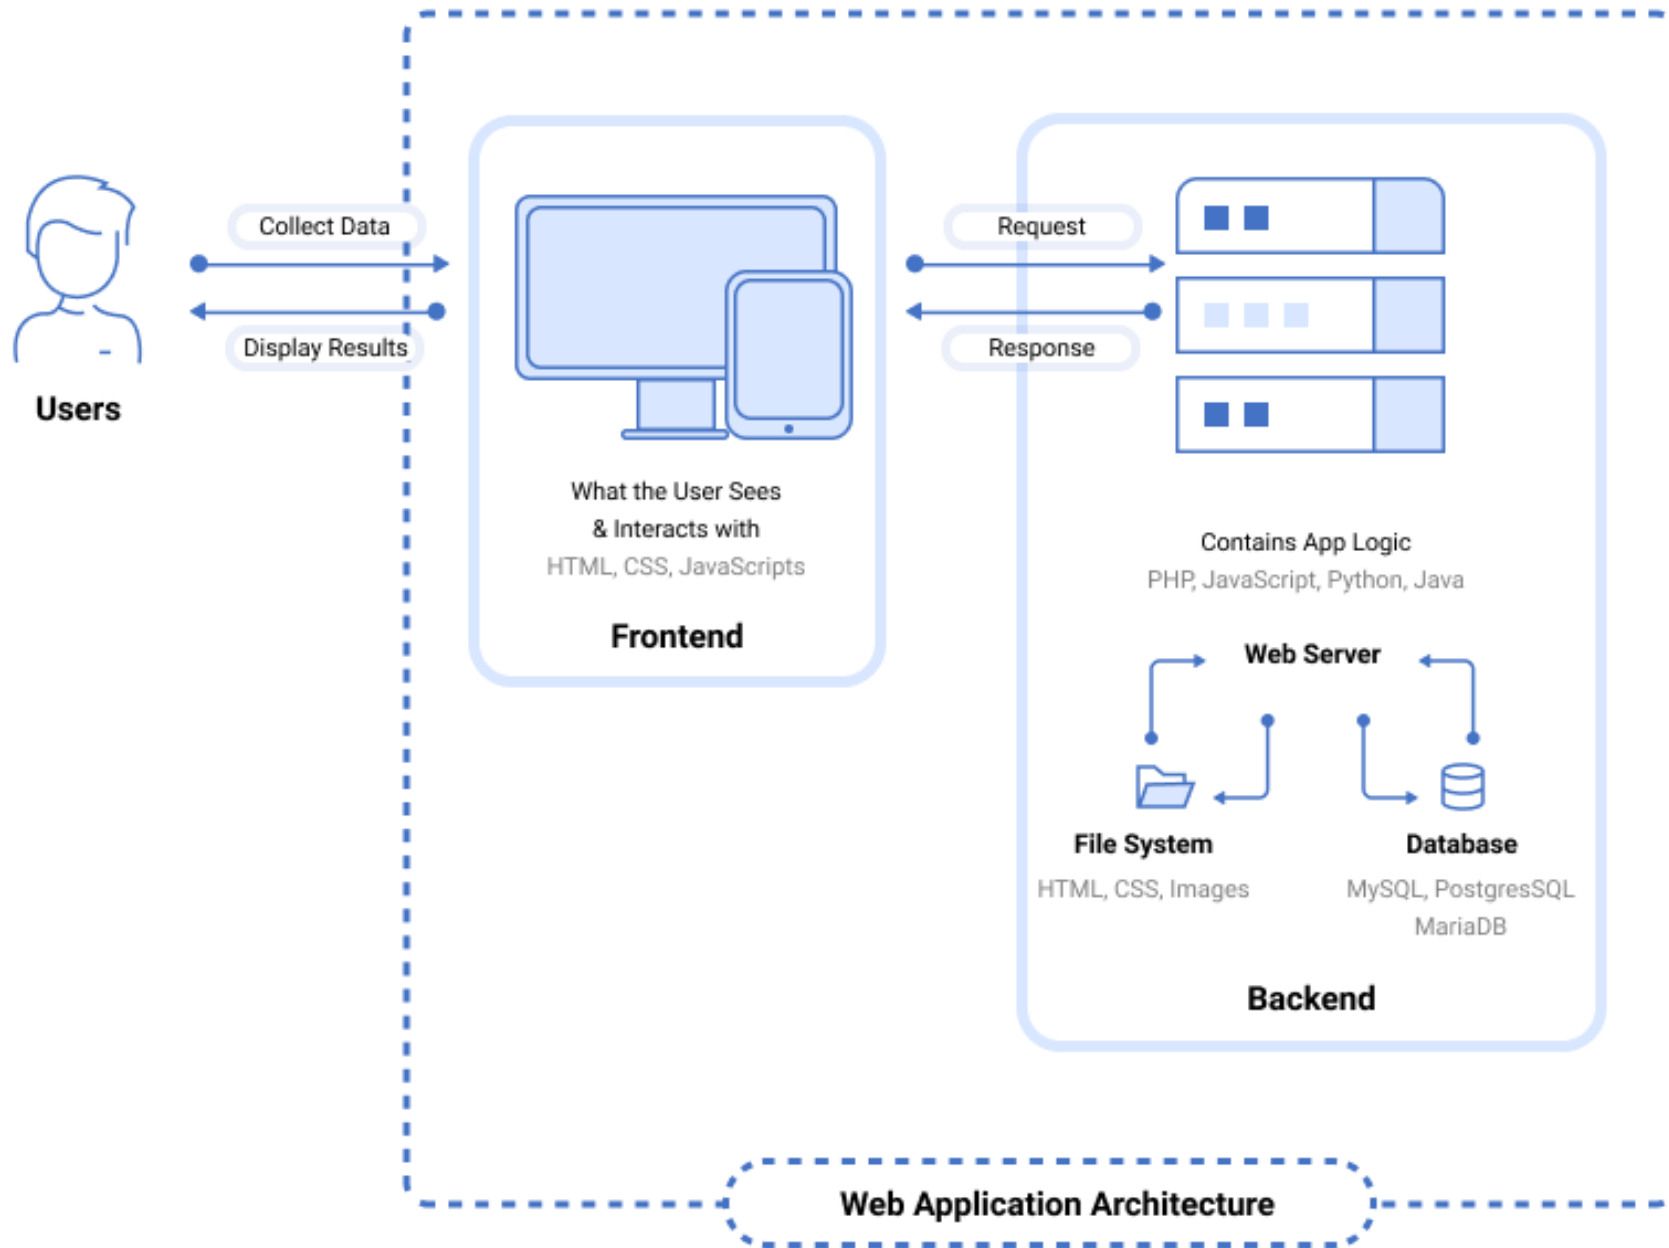 Collect Data
Display Results
Users
What the User Sees
& Interacts with
HTML, CSS, JavaScripts
Frontend
Request
Response
Contains App Logic
PHP, JavaScript, Python, Java
Web Server
File System
HTML, CSS, Images
Database
MySQL, PostgresSQL
MariaDB
Backend
Web Application Architecture